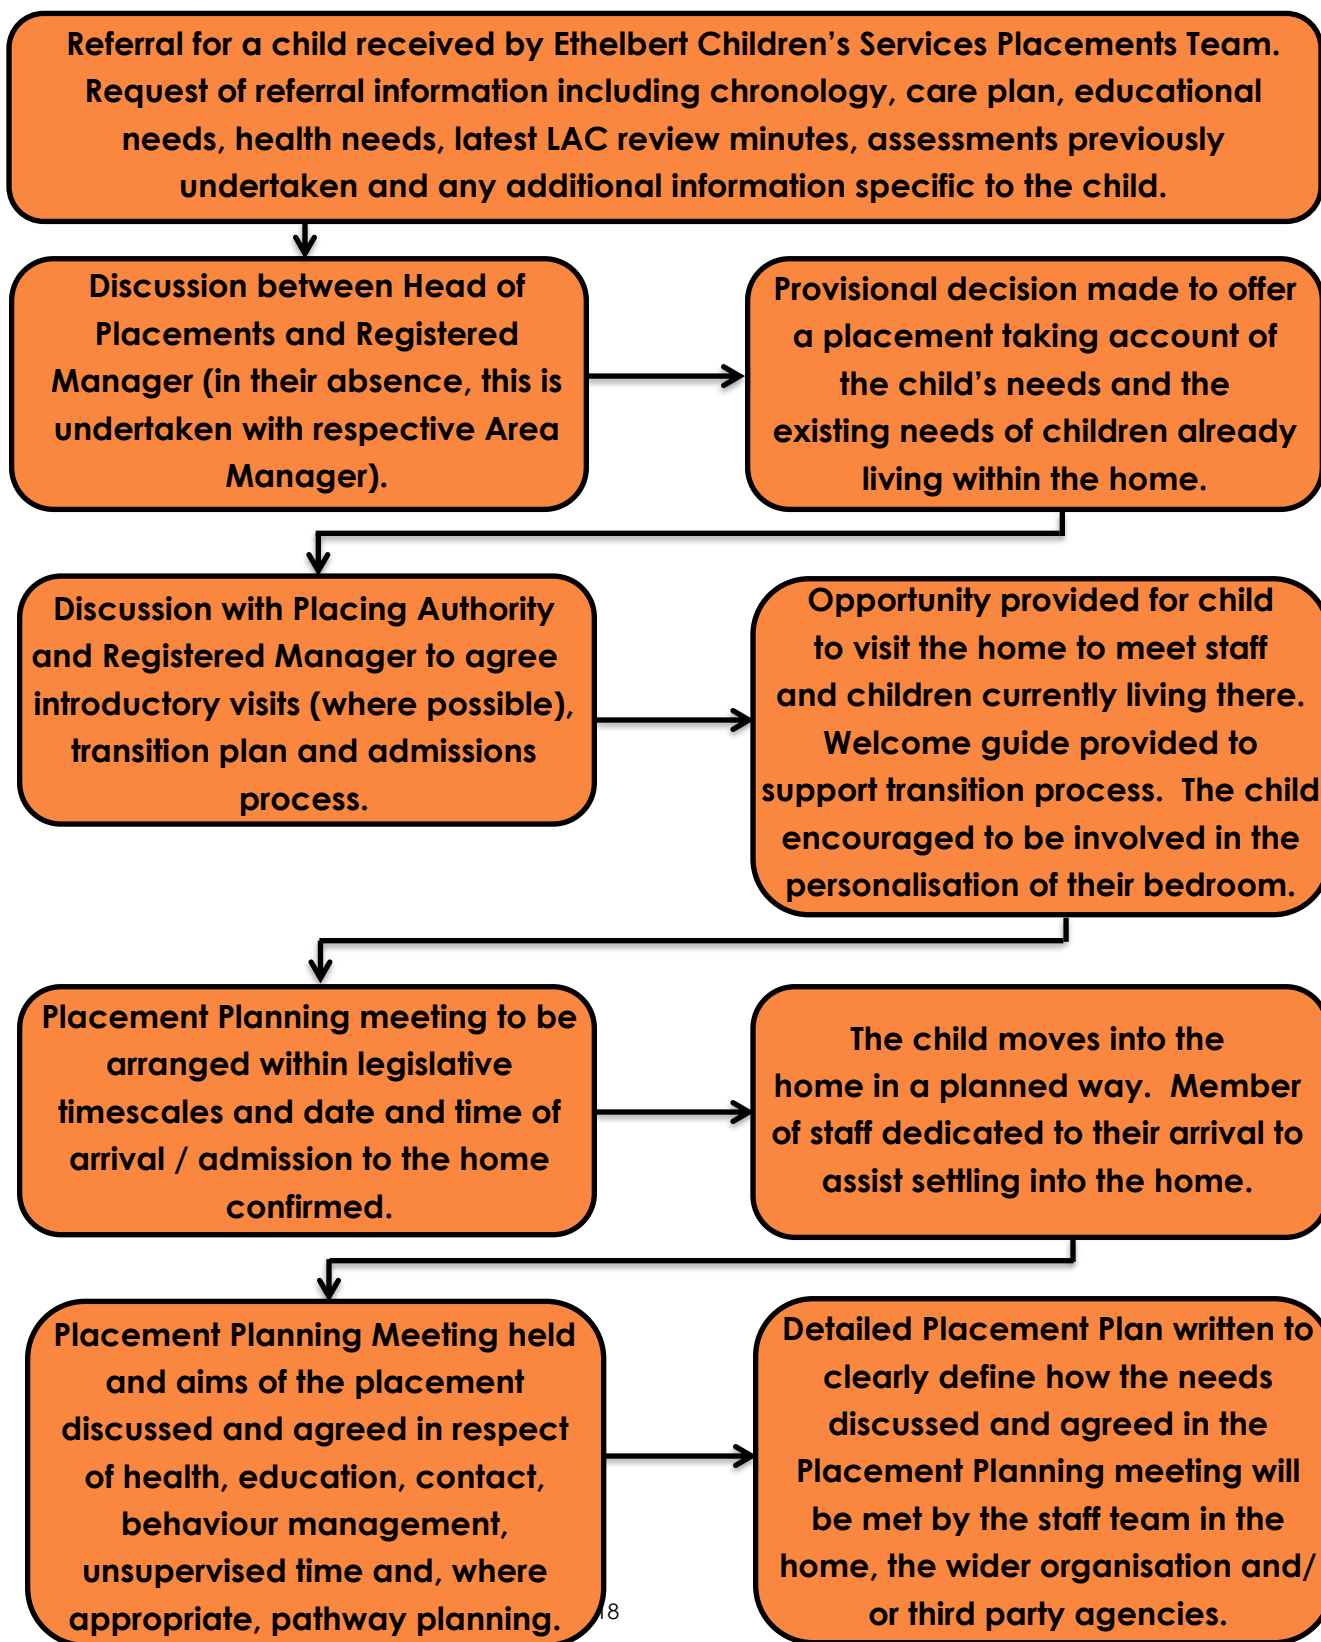 Referral for a child received by Ethelbert Children’s Services Placements Team.
Request of referral information including chronology, care plan, educational
needs, health needs, latest LAC review minutes, assessments previously
undertaken and any additional information specific to the child.
Discussion between Head of
Placements and Registered
Manager (in their absence, this is
undertaken with respective Area
Manager).
Provisional decision made to offer
a placement taking account of
the child’s needs and the
existing needs of children already
living within the home.
Discussion with Placing Authority
and Registered Manager to agree
introductory visits (where possible),
transition plan and admissions
process.
Opportunity provided for child
to visit the home to meet staff
and children currently living there.
Welcome guide provided to
support transition process.  The child
encouraged to be involved in the
personalisation of their bedroom.
Placement Planning meeting to be
arranged within legislative
timescales and date and time of
arrival / admission to the home
confirmed.
The child moves into the
home in a planned way.  Member
of staff dedicated to their arrival to
assist settling into the home.
Placement Planning Meeting held
and aims of the placement
discussed and agreed in respect
of health, education, contact,
behaviour management,
unsupervised time and, where
appropriate, pathway planning.
Detailed Placement Plan written to
clearly define how the needs
discussed and agreed in the
Placement Planning meeting will
be met by the staff team in the
home, the wider organisation and/
or third party agencies.
18